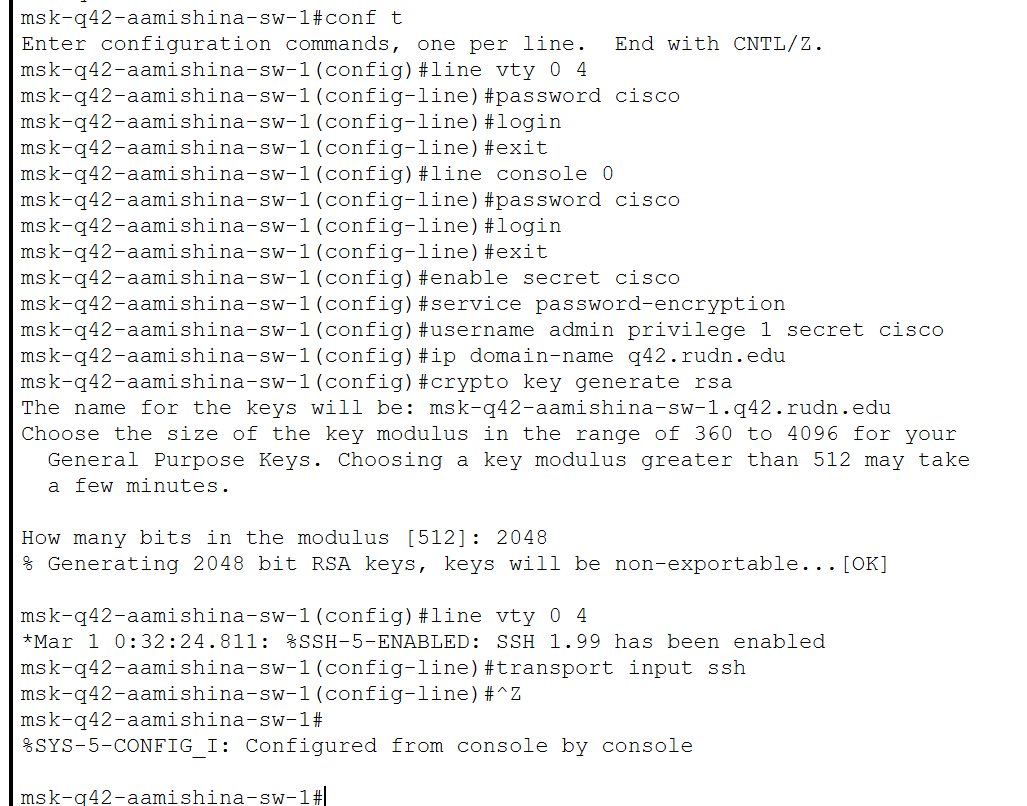 msk-q42-aamishina-sw-1#conf t
Enter configuration commands, one per line.  End with CNTL/Z.
msk-q42-aamishina-sw-1(config)#line vty 0 4
msk-q42-aamishina-sw-1(config-line)#password cisco
msk-q42-aamishina-sw-1(config-line)#login
msk-q42-aamishina-sw-1(config-line)#exit
msk-q42-aamishina-sw-1(config)#line console 0
msk-q42-aamishina-sw-1(config-line)#password cisco
msk-q42-aamishina-sw-1(config-line)#login
msk-q42-aamishina-sw-1(config-line)#exit
msk-q42-aamishina-sw-1(config)#enable secret cisco
msk-q42-aamishina-sw-1(config)#service password-encryption
msk-q42-aamishina-sw-1(config)#username admin privilege 1 secret cisco
msk-q42-aamishina-sw-1(config)#ip domain-name q42.rudn.edu
msk-q42-aamishina-sw-1(config)#crypto key generate rsa
The name for the keys will be: msk-q42-aamishina-sw-1.q42.rudn.edu
Choose the size of the key modulus in the range of 360 to 4096 for your
  General Purpose Keys. Choosing a key modulus greater than 512 may take
  a few minutes.

How many bits in the modulus [512]: 2048
% Generating 2048 bit RSA keys, keys will be non-exportable...[OK]

msk-q42-aamishina-sw-1(config)#line vty 0 4
*Mar 1 0:32:24.811: %SSH-5-ENABLED: SSH 1.99 has been enabled
msk-q42-aamishina-sw-1(config-line)#transport input ssh
msk-q42-aamishina-sw-1(config-line)#^Z
msk-q42-aamishina-sw-1#
%SYS-5-CONFIG_I: Configured from console by console

msk-q42-aamishina-sw-1#